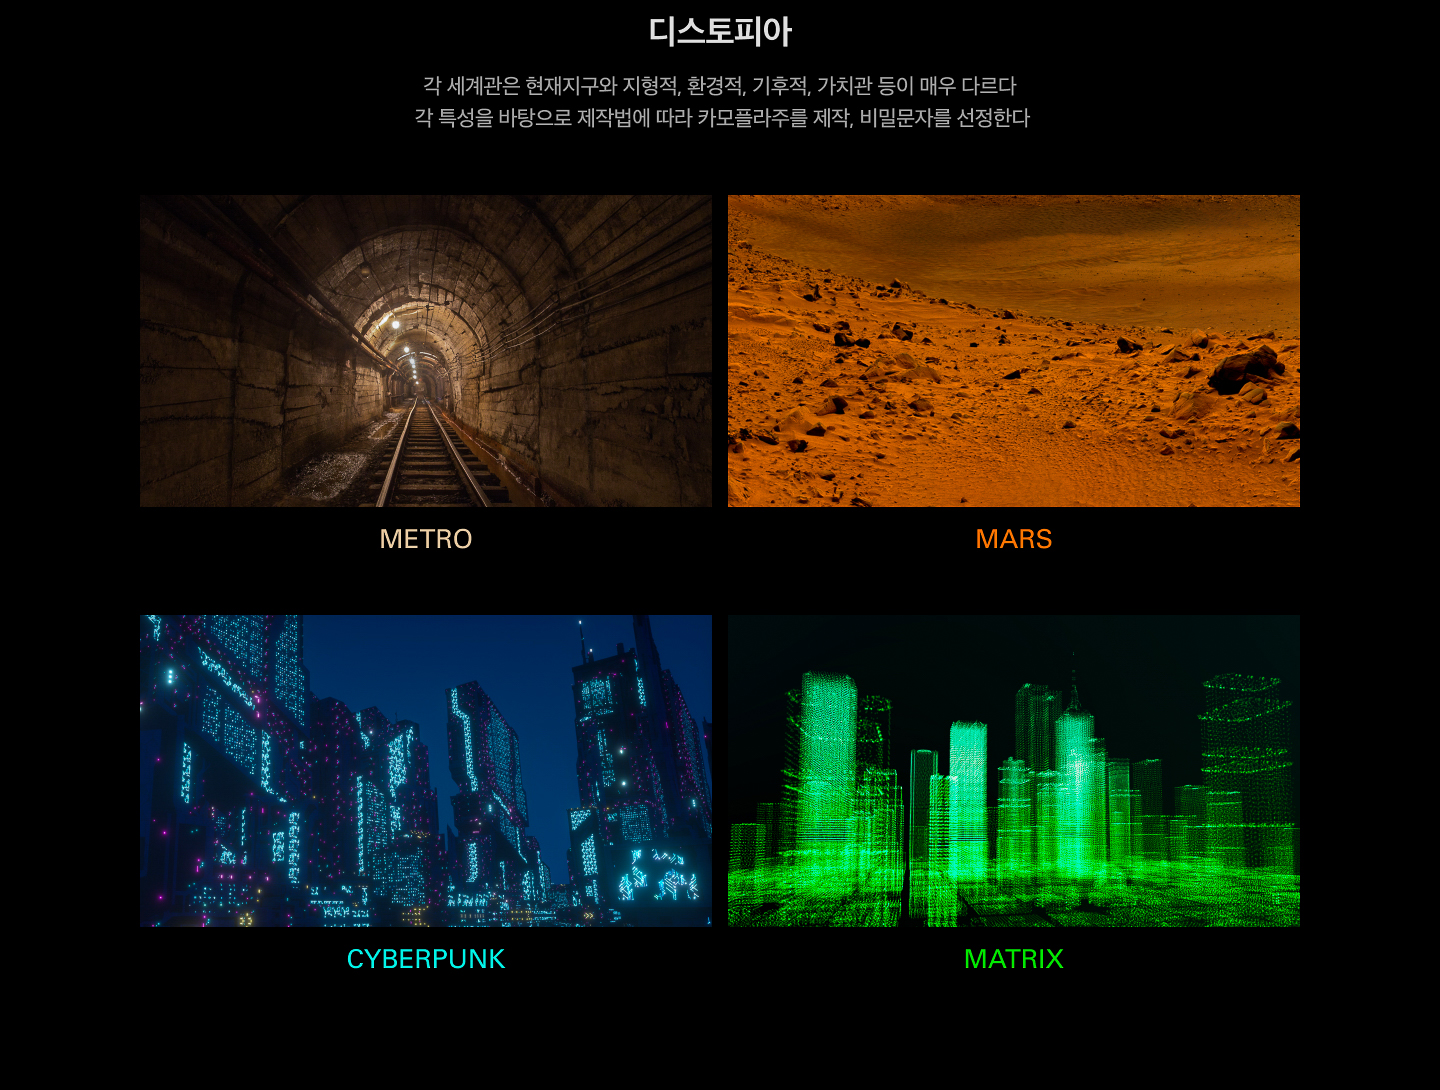 디스토피아
각 세계관은 현재지구와 지형적, 환경적, 기후적, 가치관 등이 매우 다르다
각 특성을 바탕으로 제작법에 따라 카모플라주를 제작, 비밀문자를 선정한다
METRO
MARS
CYBERPUNK
MATRIX